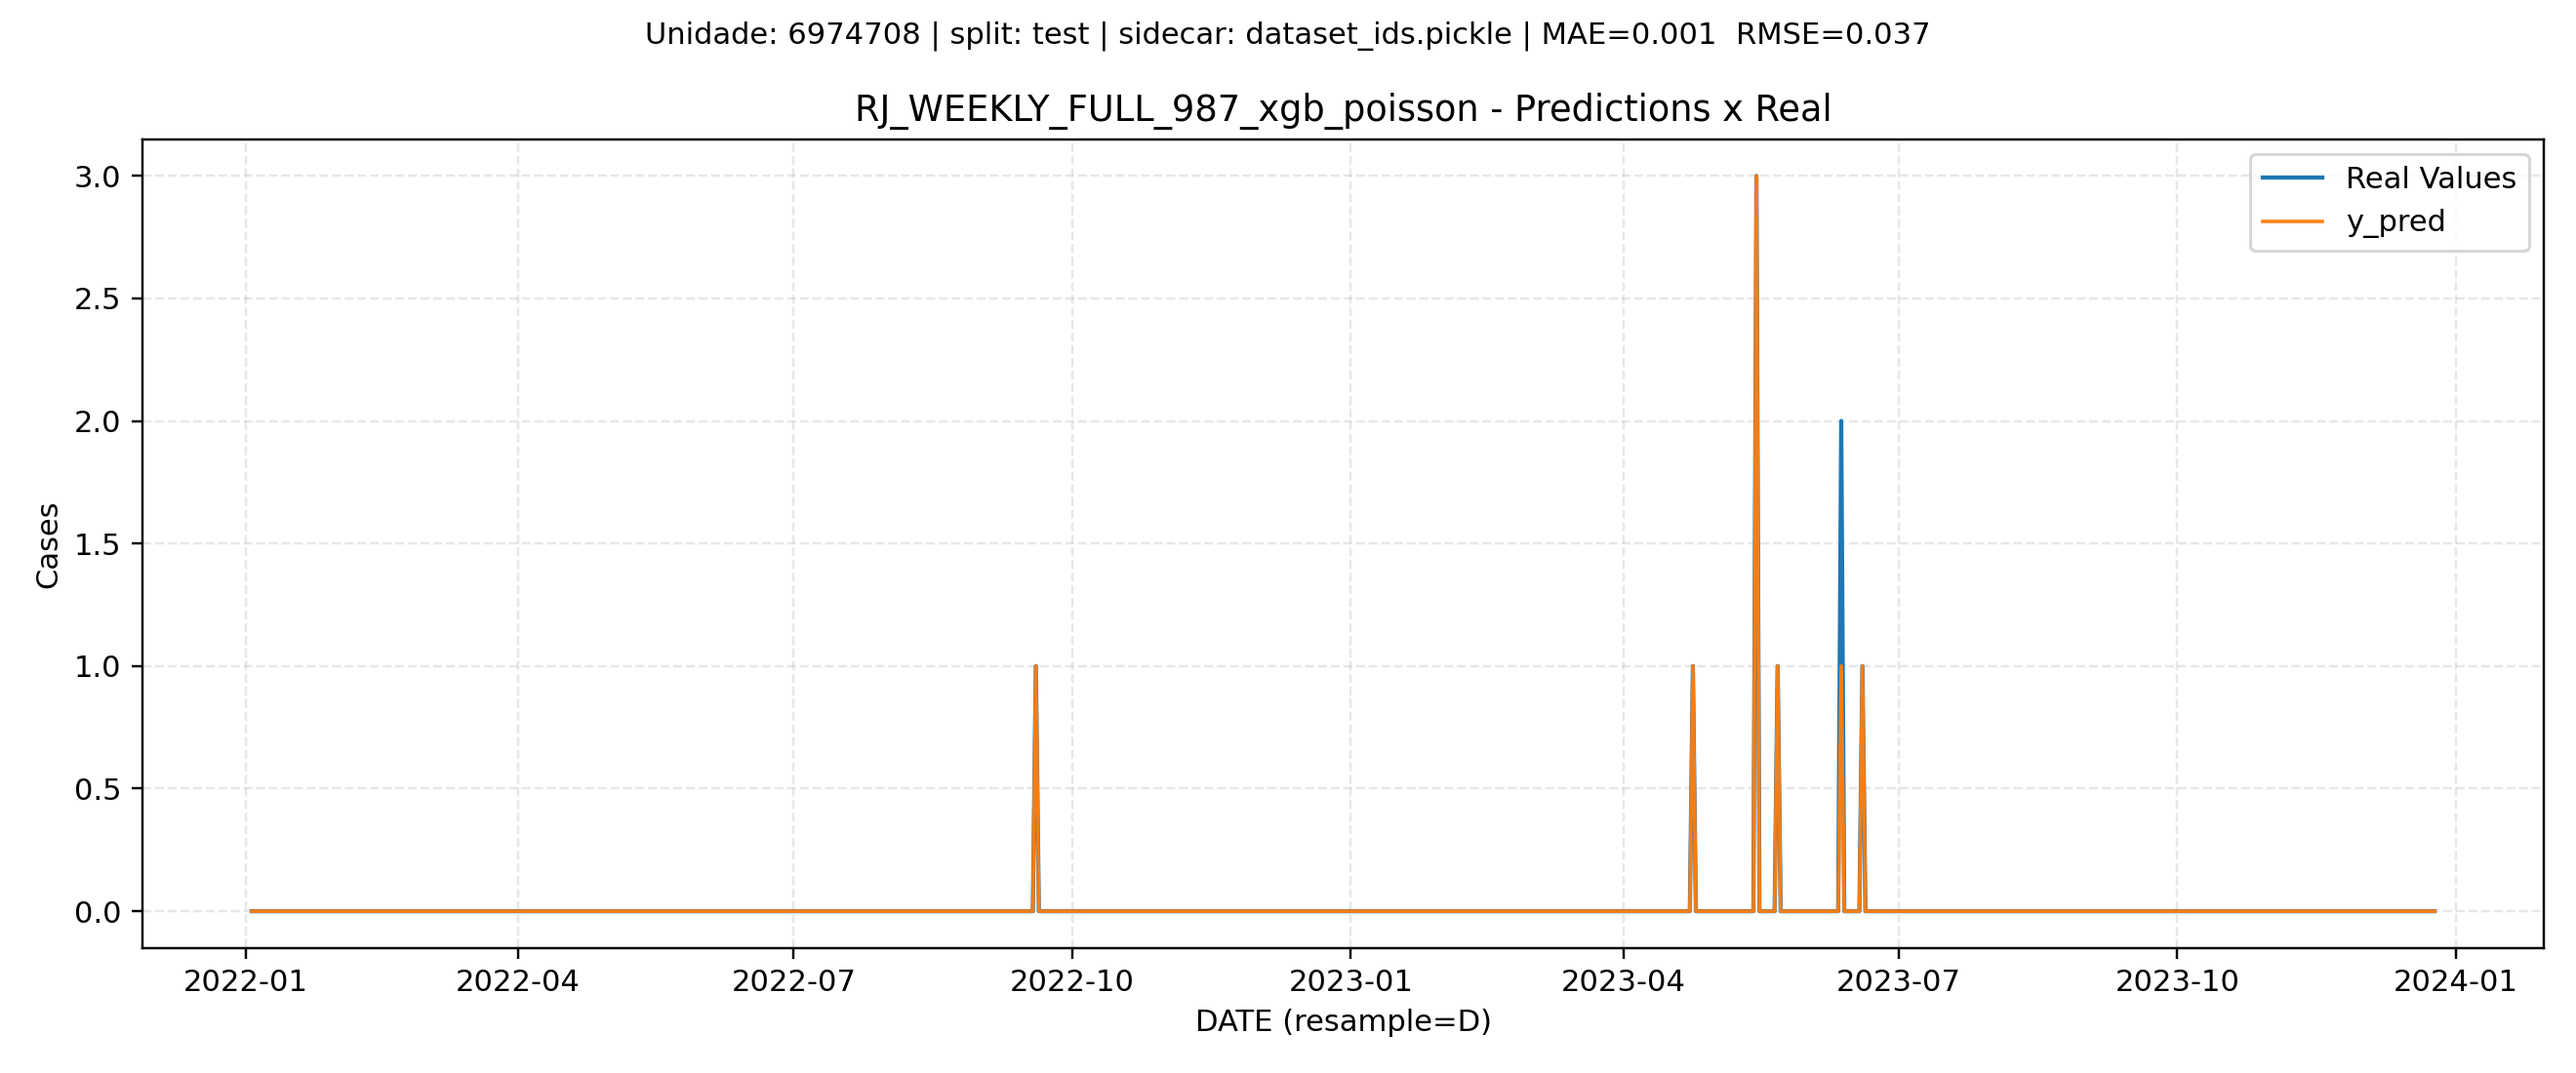 Unidade: 6974708 | split: test | sidecar: dataset_ids.pickle | MAE=0.001  RMSE=0.037
RJ_WEEKLY_FULL_987_xgb_poisson - Predictions x Real
3.0
2.5
2.0
1.5
1.0
0.5
0.0
Cases
Real Values
y_pred
2022-01 2022-04 2022-07 2022-10 2023-01 2023-04 2023-07 2023-10 2024-01
DATE (resample=D)